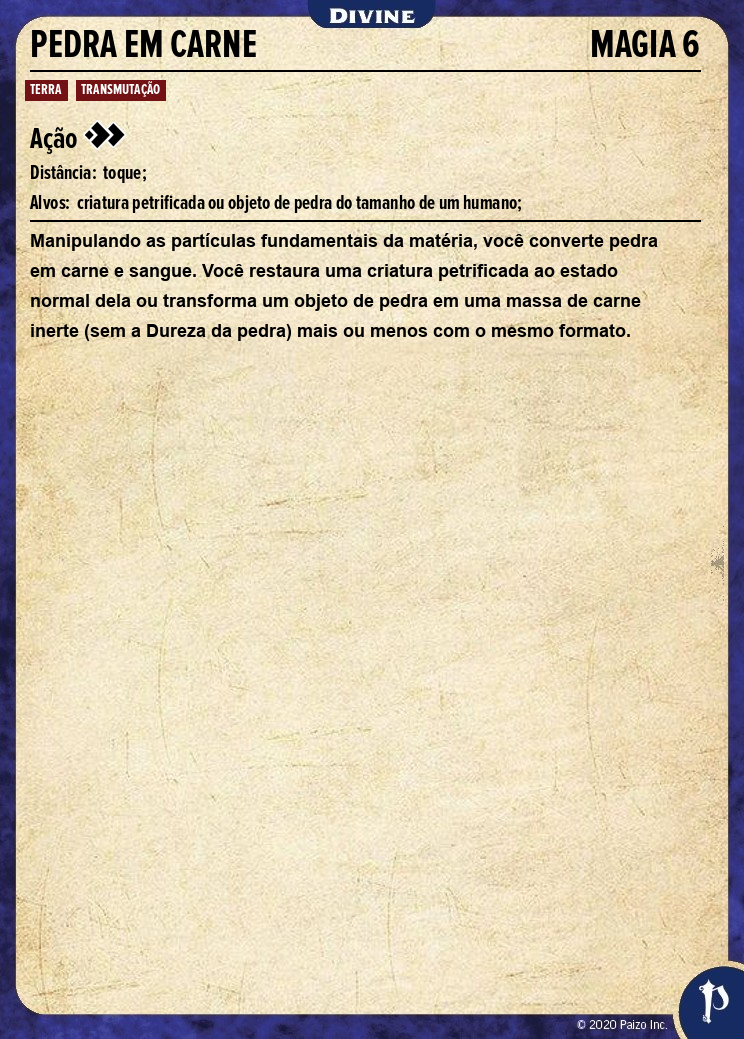 DIVINE
PEDRA EM CARNE MAGIA 6
TERRA TRANSMUTAÇÃO
Ação
Distância: toque;
Alvos: criatura petrificada ou objeto de pedra do tamanho de um humano;
Manipulando as partículas fundamentais da matéria, você converte pedra
em carne e sangue. Você restaura uma criatura petrificada ao estado
normal dela ou transforma um objeto de pedra em uma massa de carne
inerte (sem a Dureza da pedra) mais ou menos com o mesmo formato.
© 2020 Paizo Inc.
P